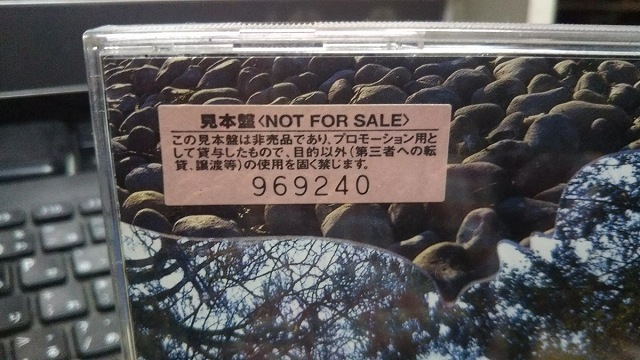 見本盤〈NOT FOR SALE〉
この見本盤は非売品であり、プロモーション用と
して貸与したもので、目的以外(第三者への転
貸、譲渡等)の使用を固く禁じます。
969240